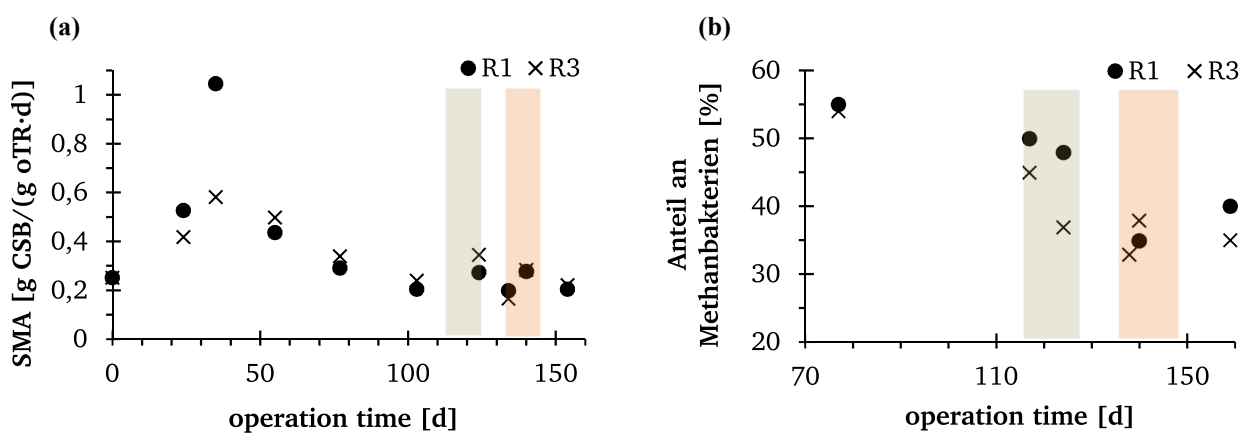 (a)
R1 R3
SMA [g CSB/(g oTR·d)]
1
0,8
0,6
0,4
0,2
0
0 50 100 150
operation time [d]
(b)
R1 R3
Anteil an
Methanbakterien [%]
60
50
40
30
20
70 110 150
operation time [d]